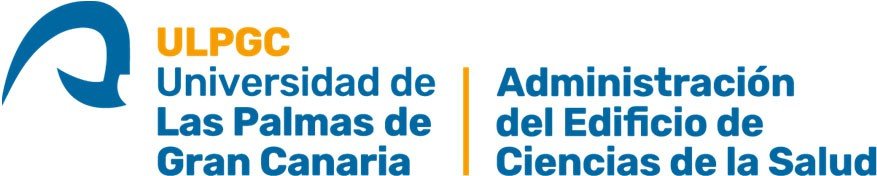 ULPGC
Universidad de
Las Palmas de
Gran Canaria
Administración
del Edificio de
Ciencias de la Salud